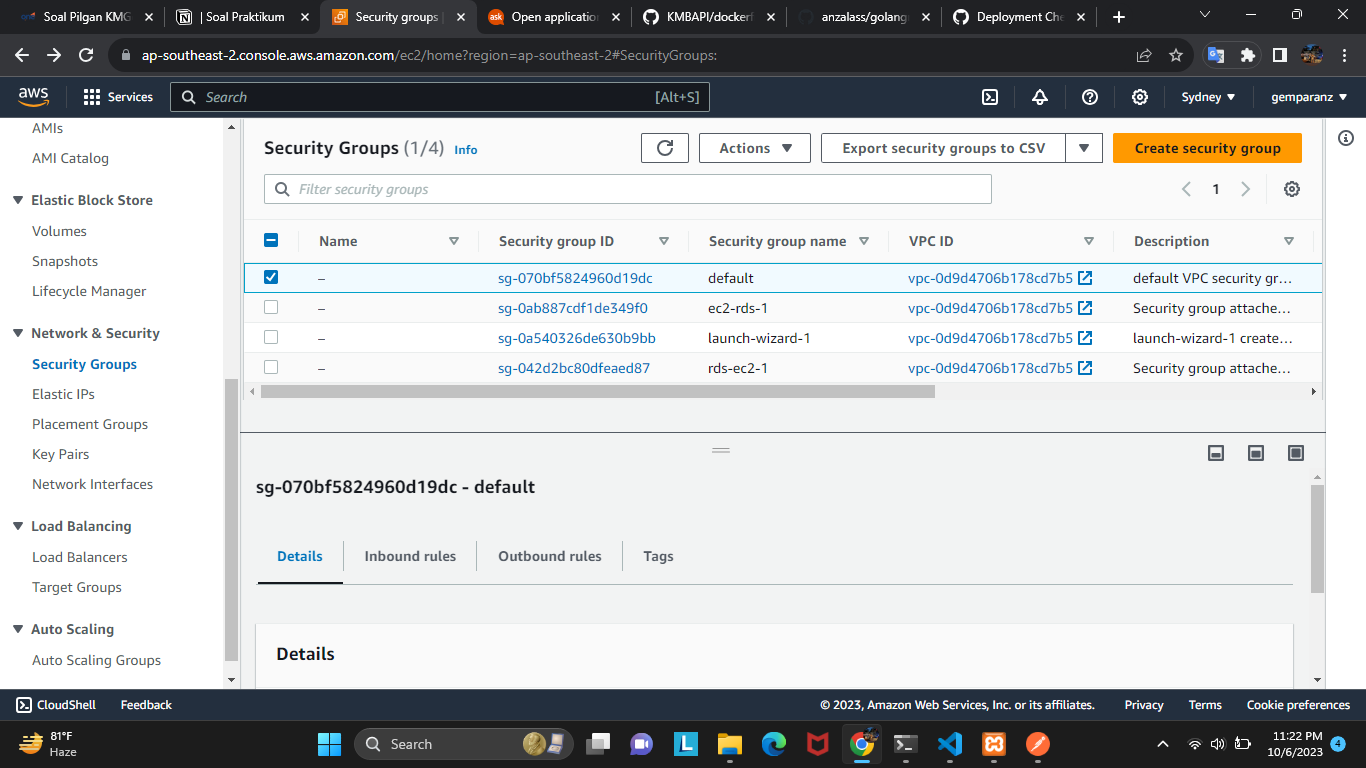 Soal Pilgan KMG
| Soal Praktikum
Security groups |
Open application
KMBAPI/dockerf
anzalass/golang
Deployment Che
ap-southeast-2.console.aws.amazon.com/ec2/home?region=ap-southeast-2#SecurityGroups:
aws
Services
Search
[Alt+S]
Sydney
gemparanz
AMIs
AMI Catalog
Elastic Block Store
Volumes
Snapshots
Lifecycle Manager
Network & Security
Security Groups
Elastic IPs
Placement Groups
Key Pairs
Network Interfaces
Load Balancing
Load Balancers
Target Groups
Auto Scaling
Auto Scaling Groups
Security Groups (1/4) Info
Actions
Export security groups to CSV
Create security group
Filter security groups
1
Name Security group ID Security group name VPC ID Description
– sg-070bf5824960d19dc default vpc-0d9d4706b178cd7b5 default VPC security gr...
– sg-0ab887cdf1de349f0 ec2-rds-1 vpc-0d9d4706b178cd7b5 Security group attache...
– sg-0a540326de630b9bb launch-wizard-1 vpc-0d9d4706b178cd7b5 launch-wizard-1 create...
– sg-042d2bc80dfeaed87 rds-ec2-1 vpc-0d9d4706b178cd7b5 Security group attache...
sg-070bf5824960d19dc - default
Details Inbound rules Outbound rules Tags
Details
CloudShell Feedback © 2023, Amazon Web Services, Inc. or its affiliates. Privacy Terms Cookie preferences
81°F
Haze
Search
11:22 PM
10/6/2023
4